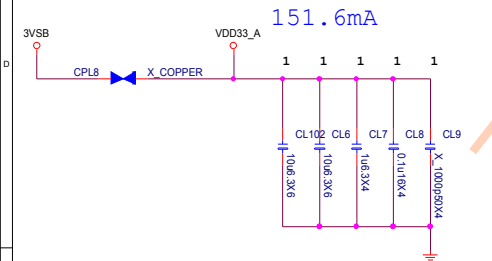 151.6mA
3VSB
VDD33_A
D
CPL8
X_COPPER
1
1
1
1
1
CL102
CL6
CL7
CL8
CL9
10u6.3X6
10u6.3X6
1u6.3X4
0.1u16X4
X_1000p50X4